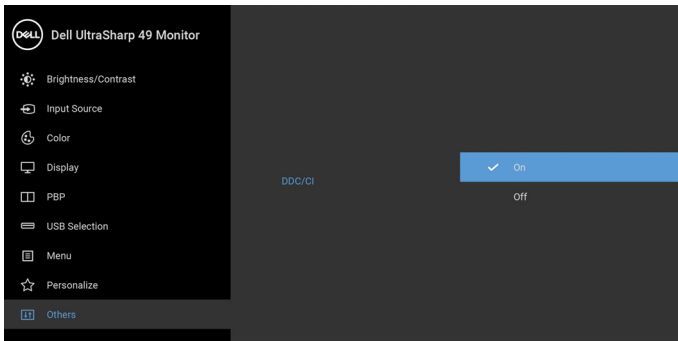 DELL Dell UltraSharp 49 Monitor
Brightness/Contrast
Input Source
Color
Display
PBP
USB Selection
Menu
Personalize
Others
DDC/CI
On
Off